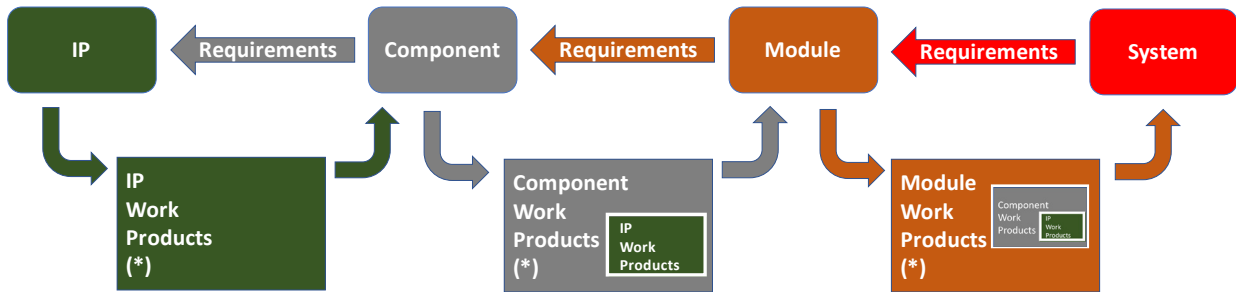 IP
Requirements
Component
Requirements
Module
Requirements
System
IP
Work
Products
(*)
Component
Work
Products
(*)
IP
Work
Products
Module
Work
Products
(*)
Component
Work
Products
IP
Work
Products